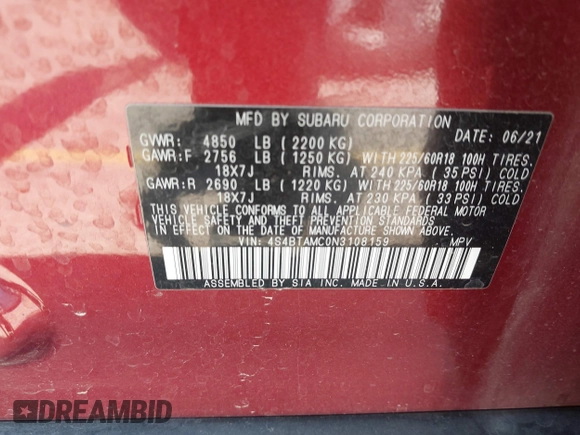 MFD BY SUBARU CORPORATION
DATE: 06/21
GVWR: 4850 LB (2200 KG)
GAWR:F 2756 LB (1250 KG) WITH 225/60R18 100H TIRES.
18X7J RIMS. AT 240 KPA (35 PSI) COLD
GAWR:R 2690 LB (1220 KG) WITH 225/60R18 100H TIRES.
18X7J RIMS. AT 230 KPA (33 PSI) COLD
THIS VEHICLE CONFORMS TO ALL APPLICABLE FEDERAL MOTOR
VEHICLE SAFETY AND THEFT PREVENTION STANDARDS
IN EFFECT ON THE DATE OF MANUFACTURE SHOWN ABOVE.
VIN: 4S4BTAMC0N3108159 MPV
ASSEMBLED BY SIA INC. MADE IN U.S.A.
DREAMBID